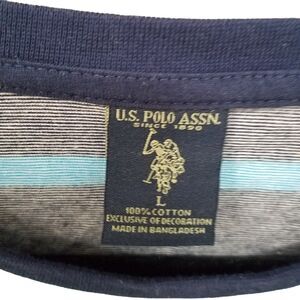 U.S. POLO ASSN.
SINCE 1890
L
100% COTTON
EXCLUSIVE OF DECORATION
MADE IN BANGLADESH